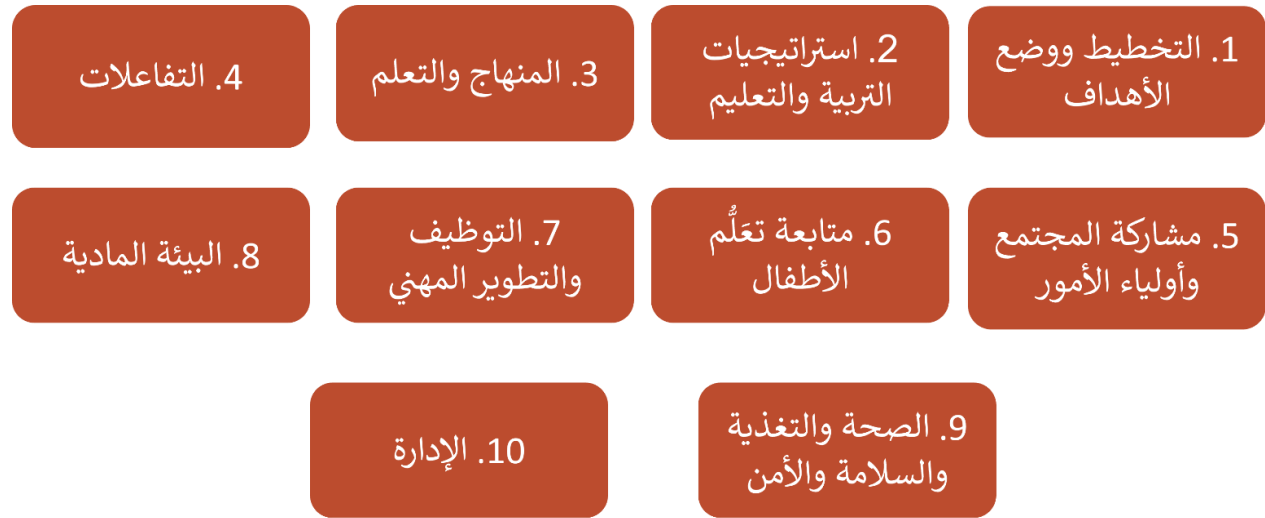 1. التخطيط ووضع
الأهداف
2. استراتيجيات
التربية والتعليم
3. المنهاج والتعلم
4. التفاعلات
5. مشاركة المجتمع
وأولياء الأمور
6. متابعة تعَلُّم
الأطفال
7. التوظيف
والتطوير المهني
8. البيئة المادية
9. الصحة والتغذية
والسلامة والأمن
10. الإدارة